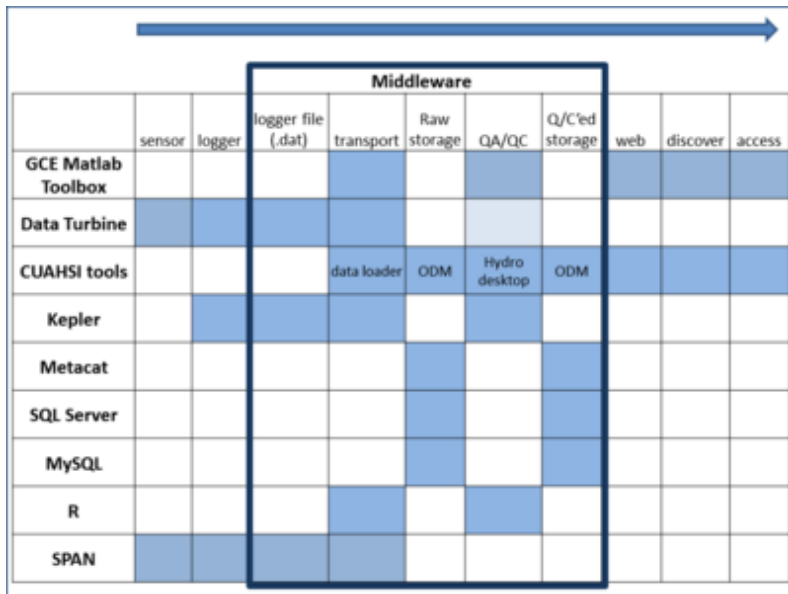 Middleware
sensor logger logger file (.dat) transport Raw storage QA/QC Q/C'ed storage web discover access
GCE Matlab Toolbox
Data Turbine
CUAHSI tools data loader ODM Hydro desktop ODM
Kepler
Metacat
SQL Server
MySQL
R
SPAN